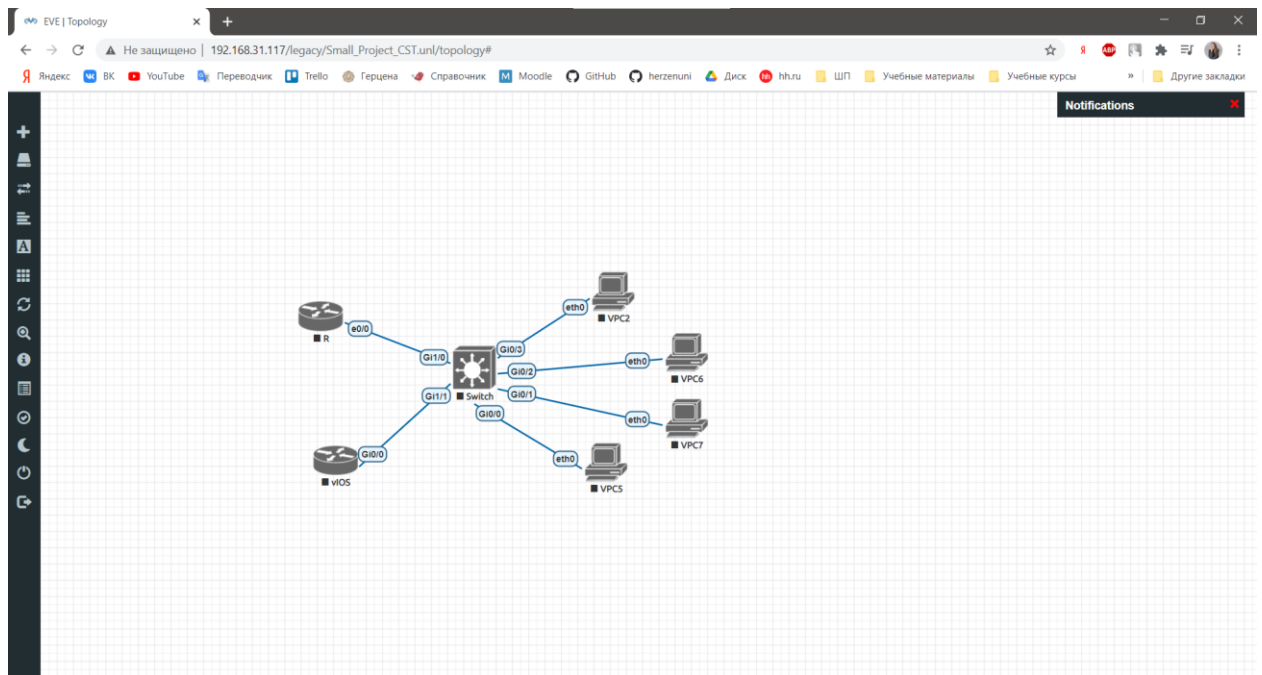 EVE | Topology
Не защищено | 192.168.31.117/legacy/Small_Project_CST.unl/topology#
Я ABP
Яндекс ВК YouTube Переводчик Trello Герцена Справочник M Moodle GitHub herzenuni Диск hh hh.ru ШП Учебные материалы Учебные курсы » Другие закладки
Notifications
eth0
VPC2
e0/0
R
Gi1/0
Gi0/3
eth0
Gi0/2
VPC6
Gi1/1
Switch
Gi0/1
Gi0/0
eth0
VPC7
Gi0/0
vIOS
eth0
VPC5